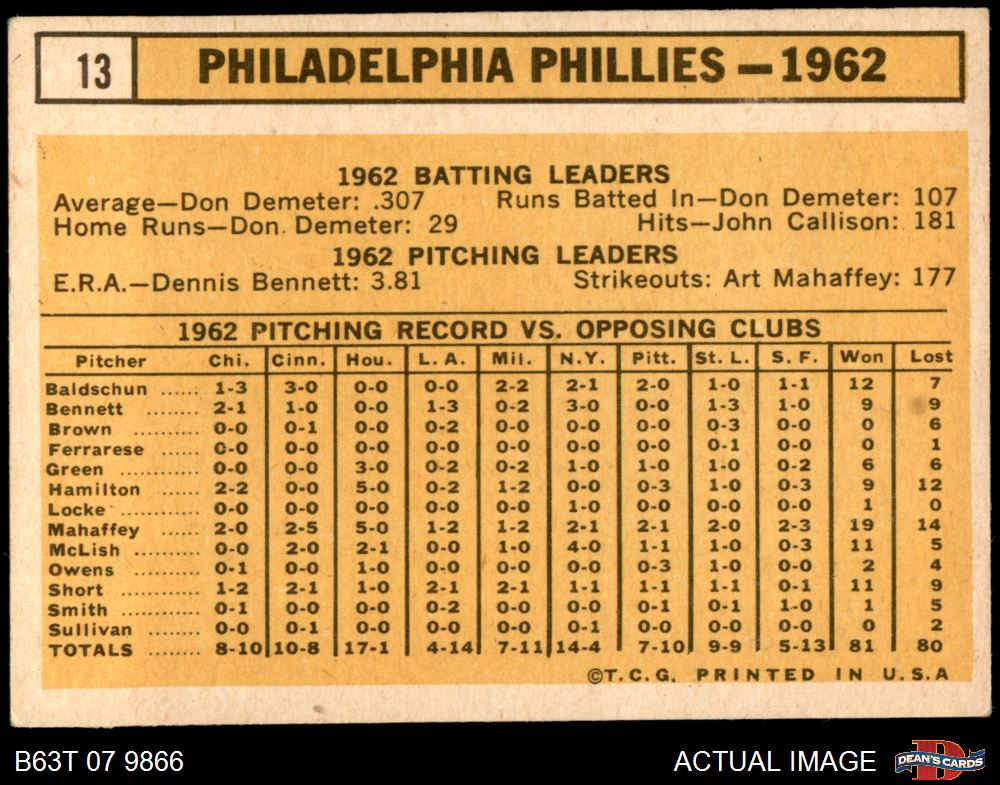 13 PHILADELPHIA PHILLIES — 1962
1962 BATTING LEADERS
Average—Don Demeter: .307 Runs Batted In—Don Demeter: 107
Home Runs—Don Demeter: 29 Hits—John Callison: 181
1962 PITCHING LEADERS
E.R.A.—Dennis Bennett: 3.81 Strikeouts: Art Mahaffey: 177
1962 PITCHING RECORD VS. OPPOSING CLUBS
Pitcher Chi. Cinn. Hou. L. A. Mil. N.Y. Pitt. St. L. S. F. Won Lost
Baldschun ...... 1-3 3-0 0-0 0-0 2-2 2-1 2-0 1-0 1-1 12 7
Bennett ........ 2-1 1-0 0-0 1-3 0-2 3-0 0-0 1-3 1-0 9 9
Brown .......... 0-0 0-1 0-0 0-2 0-0 0-0 0-0 0-3 0-0 0 6
Ferrarese ...... 0-0 0-0 0-0 0-0 0-0 0-0 0-0 0-1 0-0 0 1
Green .......... 0-0 0-0 3-0 0-2 0-2 1-0 1-0 1-0 0-2 6 6
Hamilton ...... 2-2 0-0 5-0 0-2 1-2 0-0 0-3 1-0 0-3 9 12
Locke .......... 0-0 0-0 0-0 0-0 0-0 1-0 0-0 0-0 0-0 1 0
Mahaffey ...... 2-0 2-5 5-0 1-2 1-2 2-1 2-1 2-0 2-3 19 14
McLish .......... 0-0 2-0 2-1 0-0 1-0 4-0 1-1 1-0 0-3 11 5
Owens .......... 0-1 0-0 1-0 0-0 0-0 0-0 0-3 1-0 0-0 2 4
Short .......... 1-2 2-1 1-0 2-1 2-1 1-1 1-1 1-1 0-1 11 9
Smith .......... 0-1 0-0 0-0 0-2 0-0 0-0 0-1 0-1 1-0 1 5
Sullivan ........ 0-0 0-1 0-0 0-0 0-0 0-1 0-0 0-0 0-0 0 2
TOTALS ........ 8-10 10-8 17-1 4-14 7-11 14-4 7-10 9-9 5-13 81 80
©T.C.G. PRINTED IN U.S.A
B63T 07 9866 ACTUAL IMAGE DEAN'S CARDS